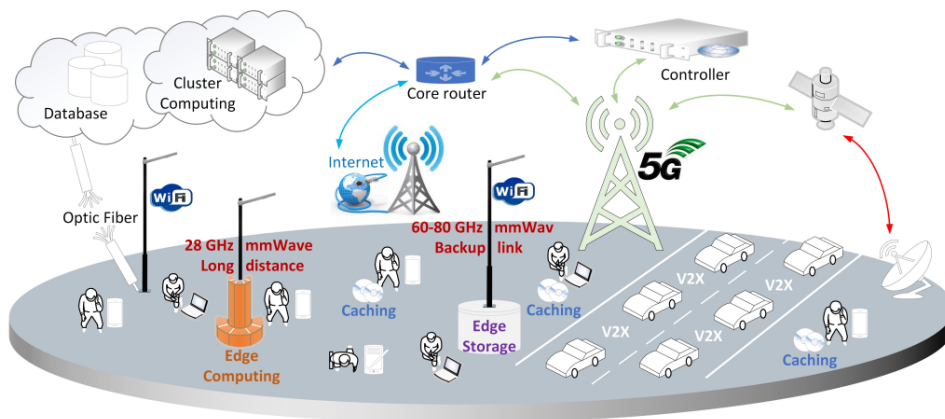 Database
Cluster
Computing
Core router
Controller
Internet
5G
Optic Fiber
WiFi
WiFi
28 GHz mmWave
Long distance
60-80 GHz mmWav
Backup link
Caching
Caching
Caching
Edge
Computing
Edge
Storage
V2X
V2X
V2X
V2X
V2X